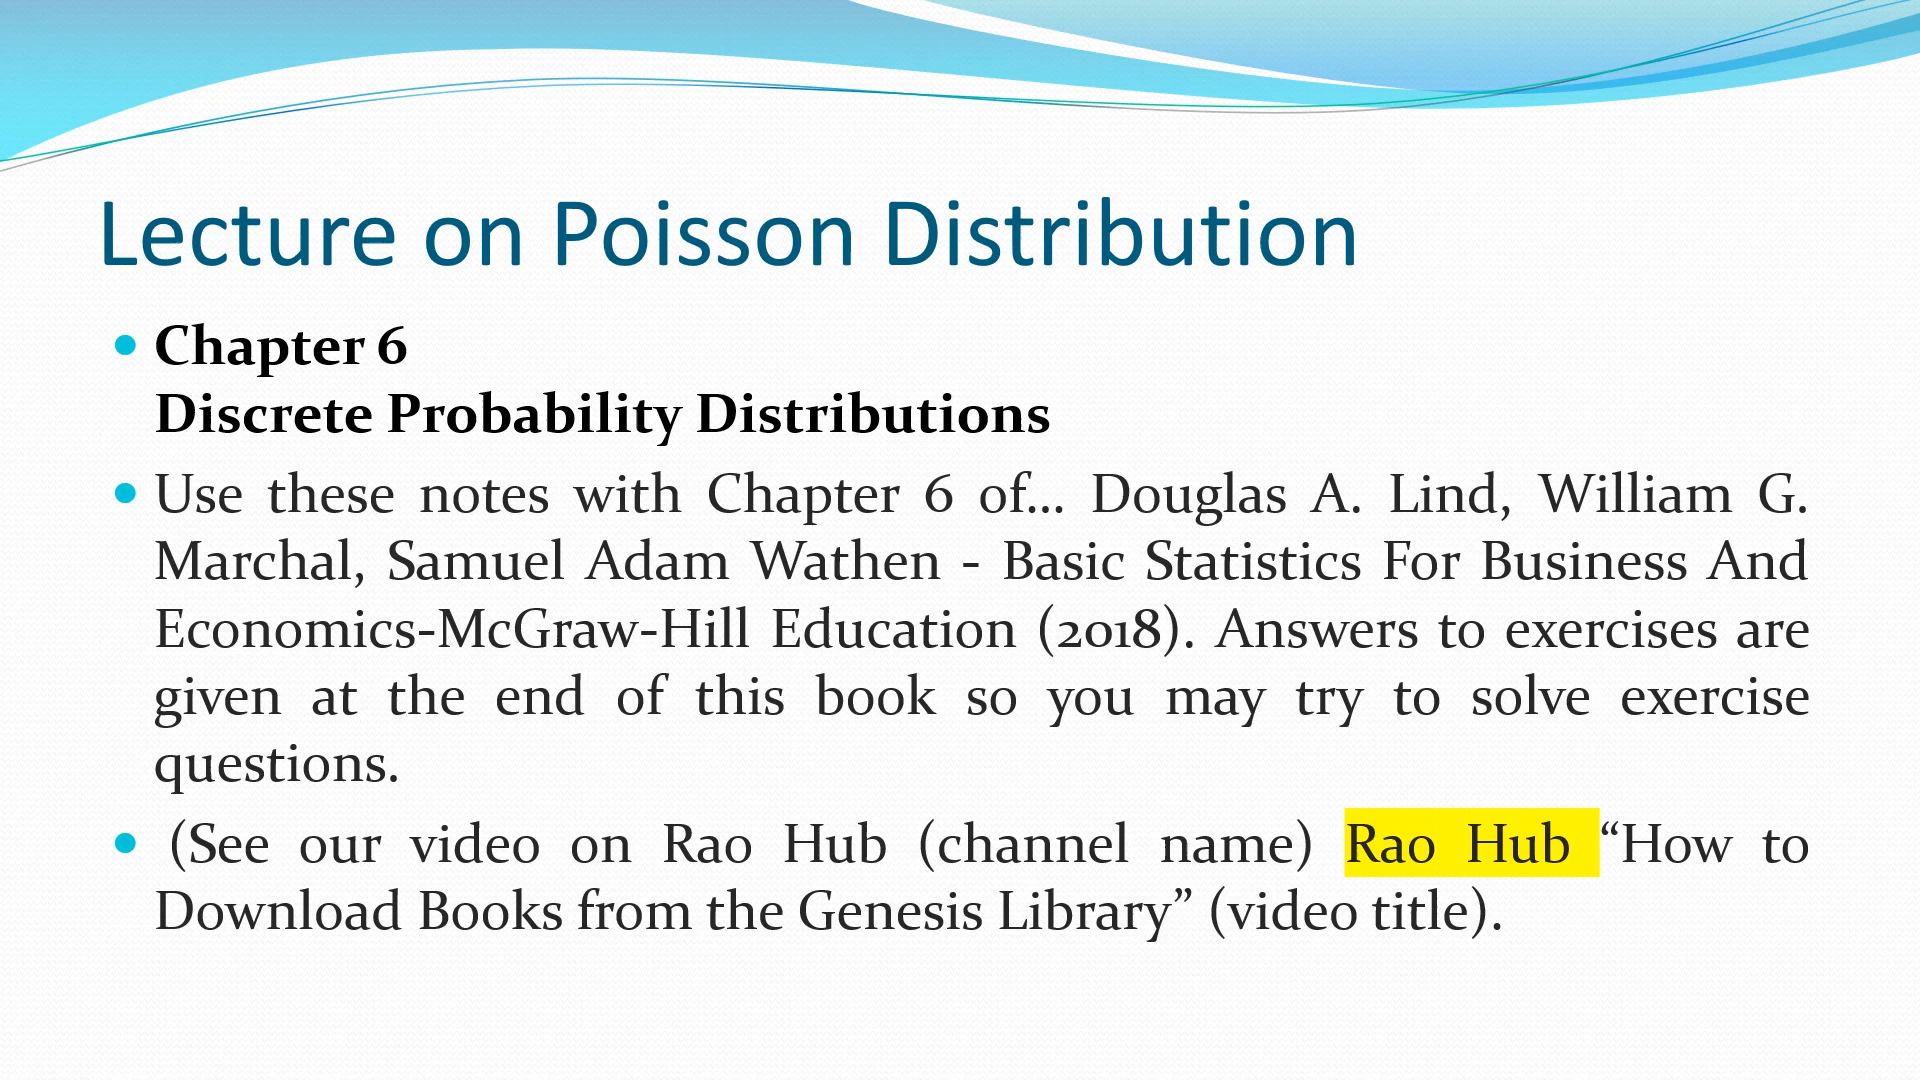 Lecture on Poisson Distribution
• Chapter 6
Discrete Probability Distributions
• Use these notes with Chapter 6 of... Douglas A. Lind, William G.
Marchal, Samuel Adam Wathen - Basic Statistics For Business And
Economics-McGraw-Hill Education (2018). Answers to exercises are
given at the end of this book so you may try to solve exercise
questions.
• (See our video on Rao Hub (channel name) Rao Hub “How to
Download Books from the Genesis Library” (video title).